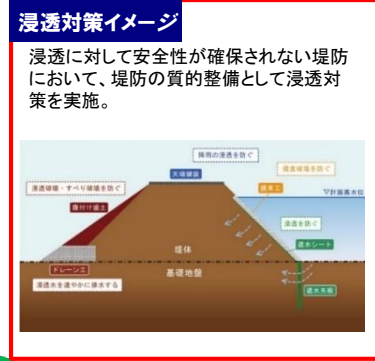 浸透対策イメージ
浸透に対して安全性が確保されない堤防
において、堤防の質的整備として浸透対
策を実施。
降雨の浸透を防ぐ
天端舗装
侵食破壊を防ぐ
浸透破壊・すべり破壊を防ぐ
護岸工
▽計画高水位
腹付け盛土
浸透を防ぐ
堤体
遮水シート
ドレーン工
基礎地盤
浸透水を速やかに排水する
遮水矢板